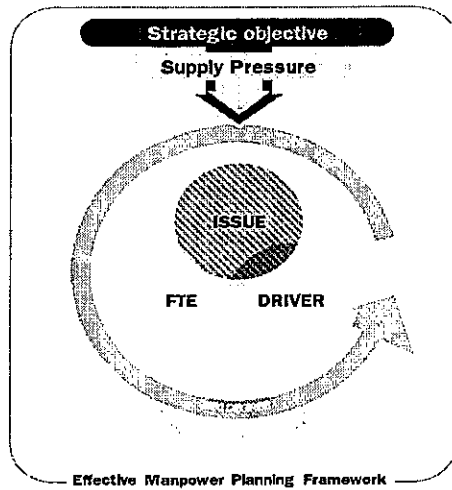 Strategic objective
Supply Pressure
ISSUE
FTE DRIVER
Effective Manpower Planning Framework